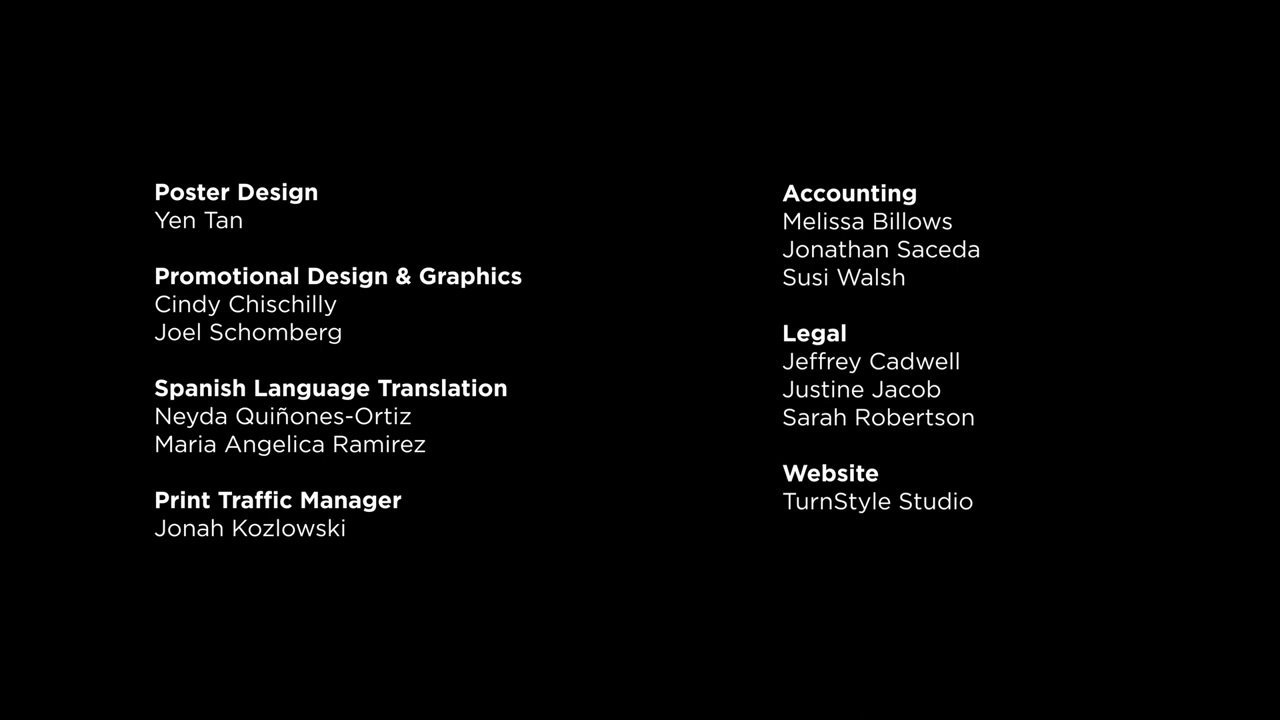 Poster Design
Yen Tan
Promotional Design & Graphics
Cindy Chischilly
Joel Schomberg
Spanish Language Translation
Neyda Quiñones-Ortiz
Maria Angelica Ramirez
Print Traffic Manager
Jonah Kozlowski
Accounting
Melissa Billows
Jonathan Saceda
Susi Walsh
Legal
Jeffrey Cadwell
Justine Jacob
Sarah Robertson
Website
TurnStyle Studio